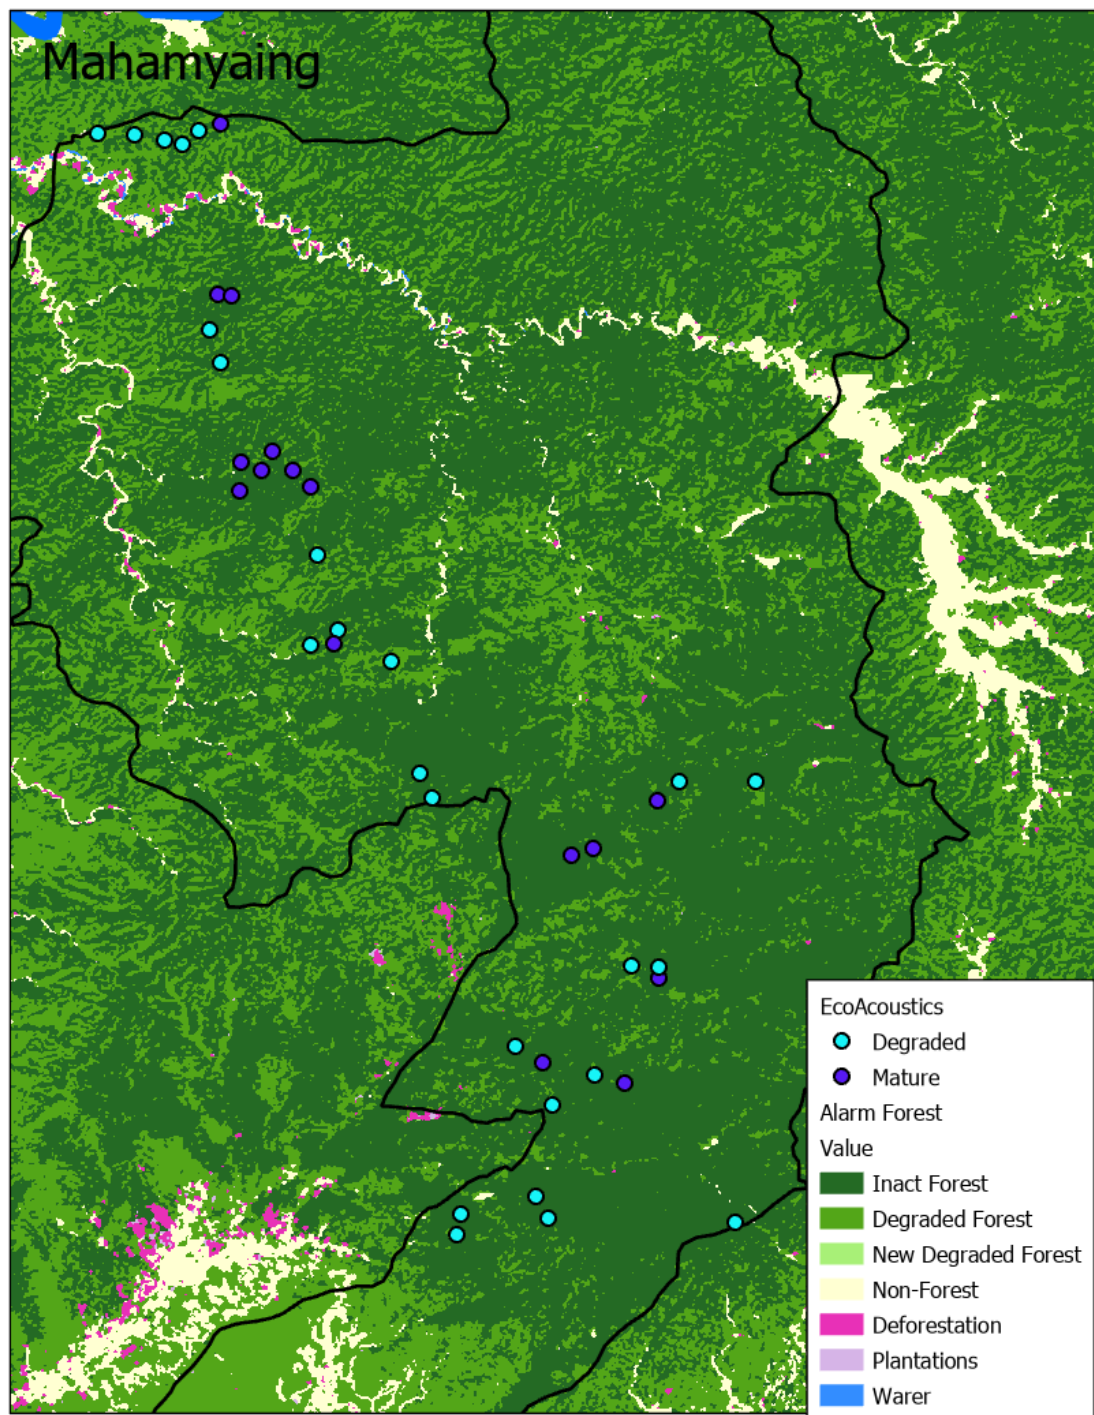 Mahamyaing
EcoAcoustics
Degraded
Mature
Alarm Forest
Value
Inact Forest
Degraded Forest
New Degraded Forest
Non-Forest
Deforestation
Plantations
Warer